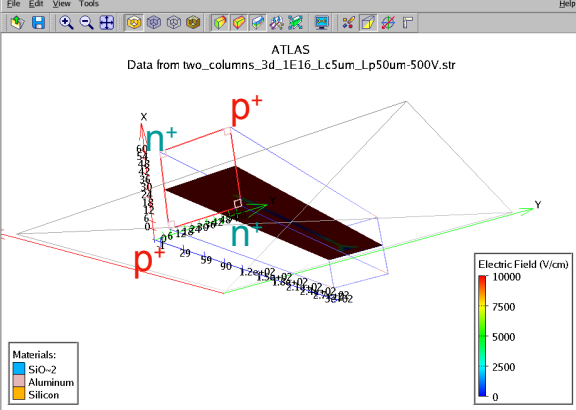 File Edit View Tools Help
ATLAS
Data from two_columns_3d_1E16_Lc5um_Lp50um-500V.str
p+
n+
X
60
54
48
42
36
30
24
18
12
6
0
Y
n+
p+
1
29
59
90
1.2e+02
Electric Field (V/cm)
10000
7500
5000
2500
0
Materials:
SiO~2
Aluminum
Silicon